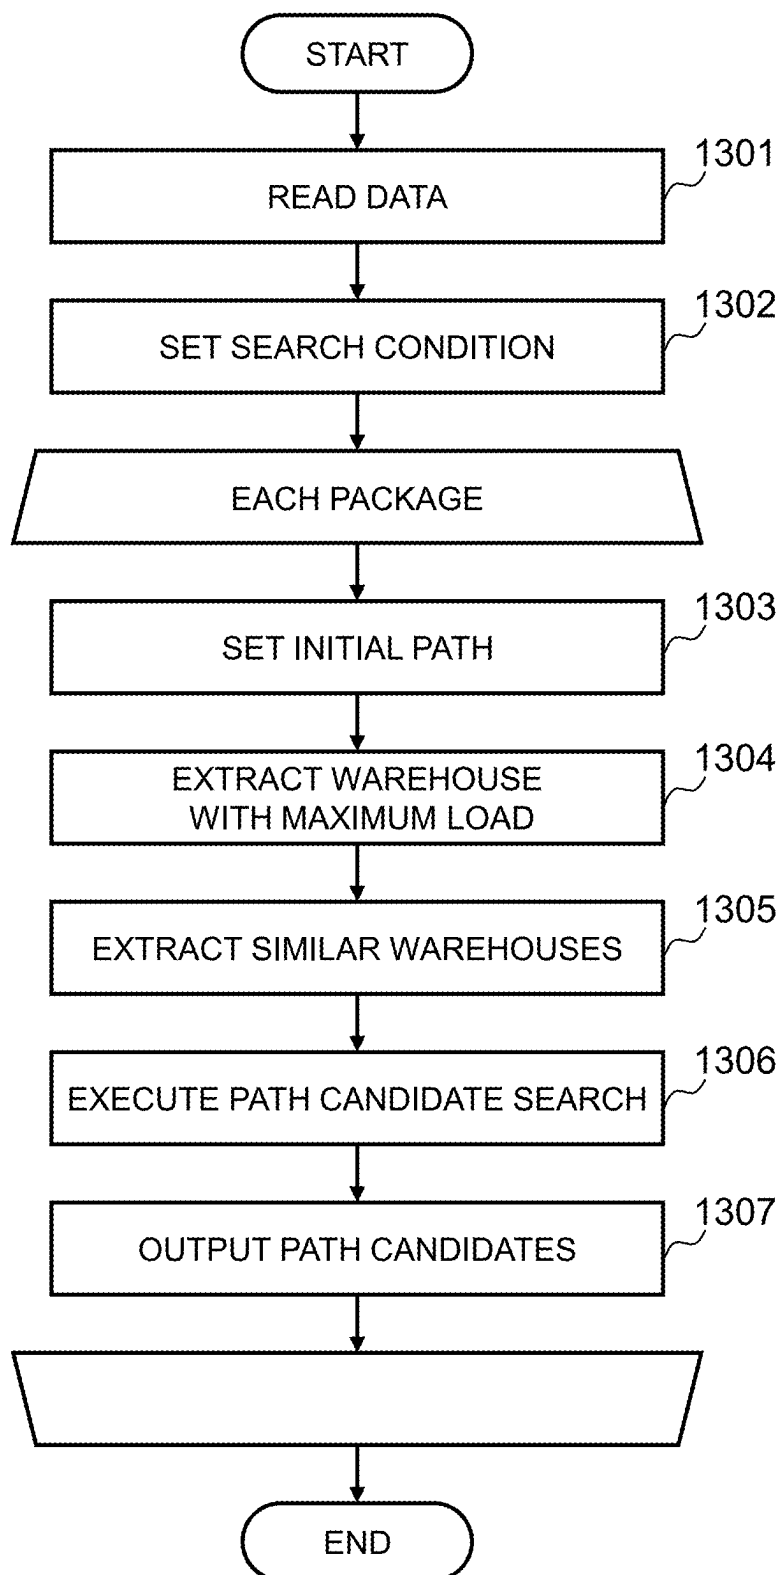 START
1301
READ DATA
1302
SET SEARCH CONDITION
EACH PACKAGE
1303
SET INITIAL PATH
1304
EXTRACT WAREHOUSE
WITH MAXIMUM LOAD
1305
EXTRACT SIMILAR WAREHOUSES
1306
EXECUTE PATH CANDIDATE SEARCH
1307
OUTPUT PATH CANDIDATES
END